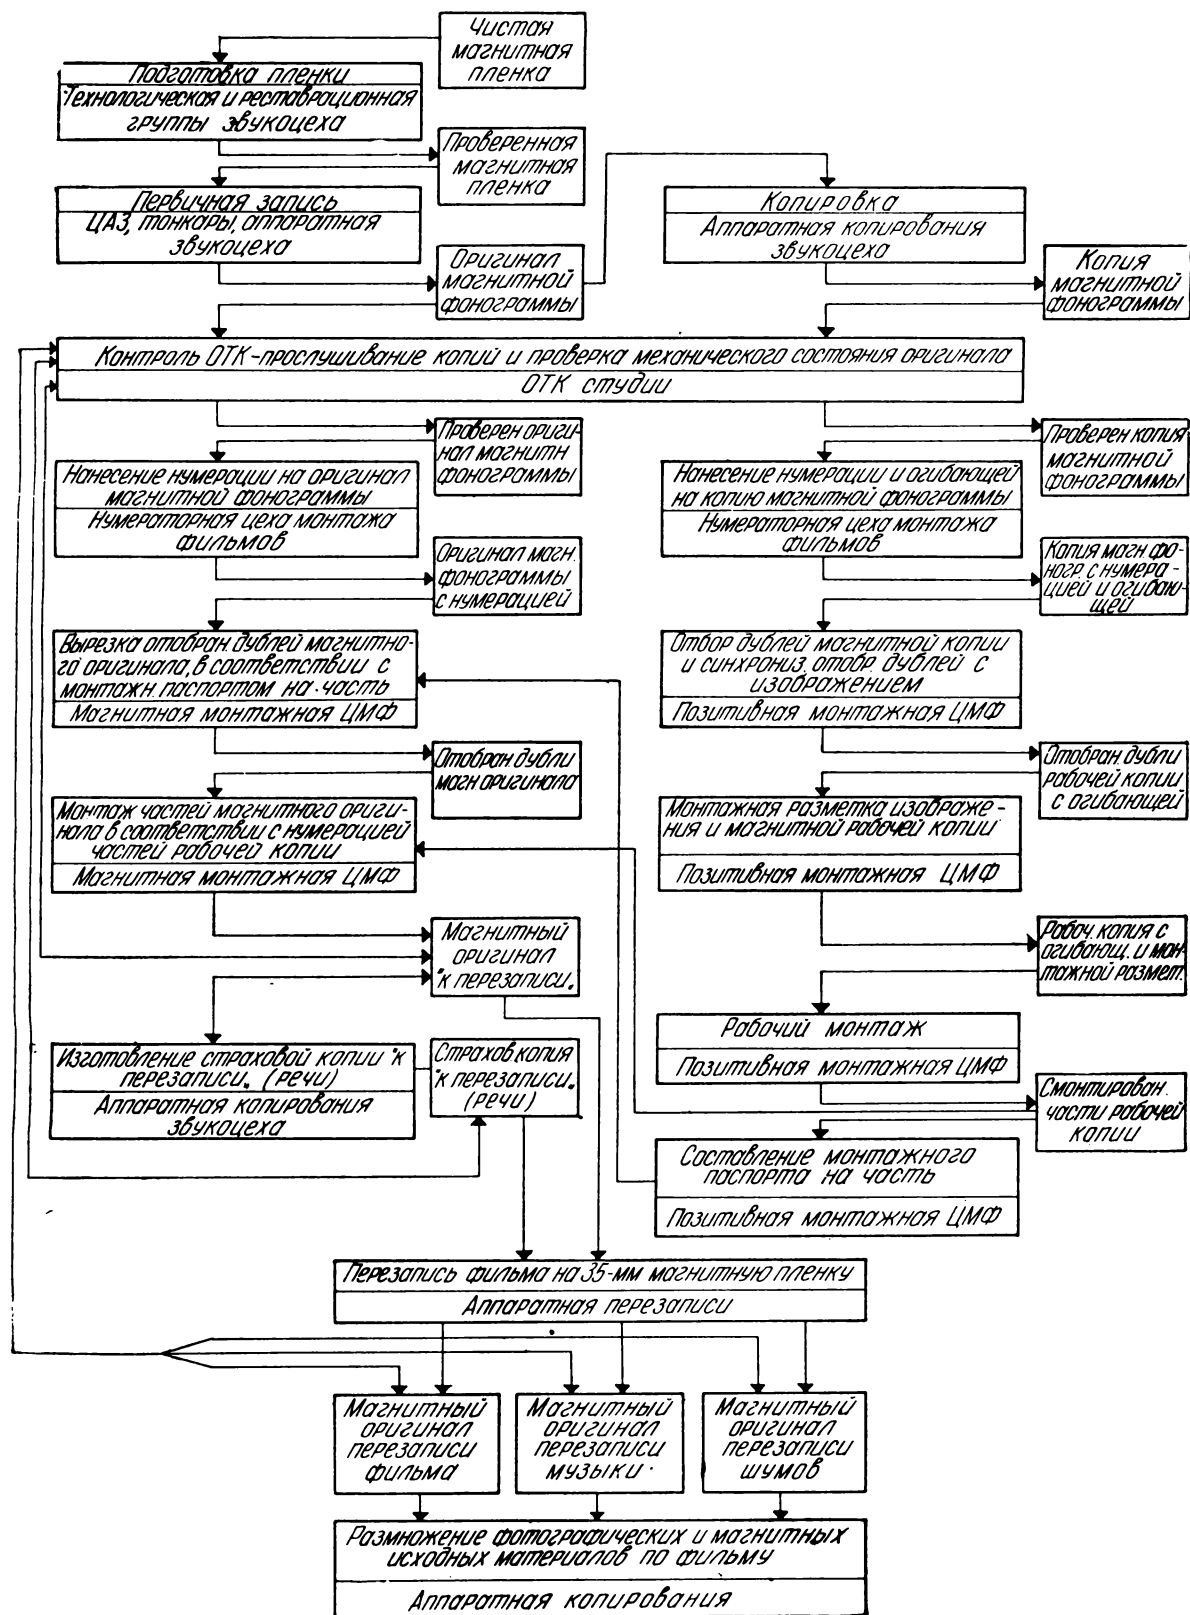 Чистая
магнитная
пленка
Подготовка пленки
Технологическая и реставрационная
группы звукоцеха
Проверенная
магнитная
пленка
Первичная запись
ЦАЗ, тонкары, аппаратная
звукоцеха
Копировка
Аппаратная копирования
звукоцеха
Оригинал
магнитной
фонограммы
Копия
магнитной
фонограммы
Контроль ОТК-прослушивание копий и проверка механического состояния оригинала
ОТК студии
Проверен ориги-
нал магнитн
фонограммы
Проверен копия
магнитной
фонограммы
Нанесение нумерации на оригинал
магнитной фонограммы
Нумераторная цеха монтажа
фильмов
Нанесение нумерации и огибающей
на копию магнитной фонограммы
Нумераторная цеха монтажа
фильмов
Оригинал магн.
фонограммы
с нумерацией
Копия магн фо-
ногр. с нумера-
цией и огибаю-
щей
Вырезка отобран дублей магнитно-
го оригинала, в соответствии с
монтажн. паспортом на часть
Магнитная монтажная ЦМФ
Отбор дублей магнитной копии
и синхрониз. отобр. дублей с
изображением
Позитивная монтажная ЦМФ
Отобран дубли
магн оригинала
Отобран дубли
рабочей копии
с огибающей
Монтаж частей магнитного ориги-
нала в соответствии с нумерацией
частей рабочей копии
Магнитная монтажная ЦМФ
Монтажная разметка изображе-
ния и магнитной рабочей копии
Позитивная монтажная ЦМФ
Магнитный
оригинал
"к перезаписи"
Рабоч. копия с
огибающ. и мон-
тажной размет.
Рабочий монтаж
Позитивная монтажная ЦМФ
Изготовление страховой копии "к
перезаписи" (речи)
Аппаратная копирования
звукоцеха
Страхов копия
"к перезаписи"
(речи)
Смонтирован.
части рабочей
копии
Составление монтажного
паспорта на часть
Позитивная монтажная ЦМФ
Перезапись фильма на 35-мм магнитную пленку
Аппаратная перезаписи
Магнитный
оригинал
перезаписи
фильма
Магнитный
оригинал
перезаписи
музыки
Магнитный
оригинал
перезаписи
шумов
Размножение фотографических и магнитных
исходных материалов по фильму
Аппаратная копирования